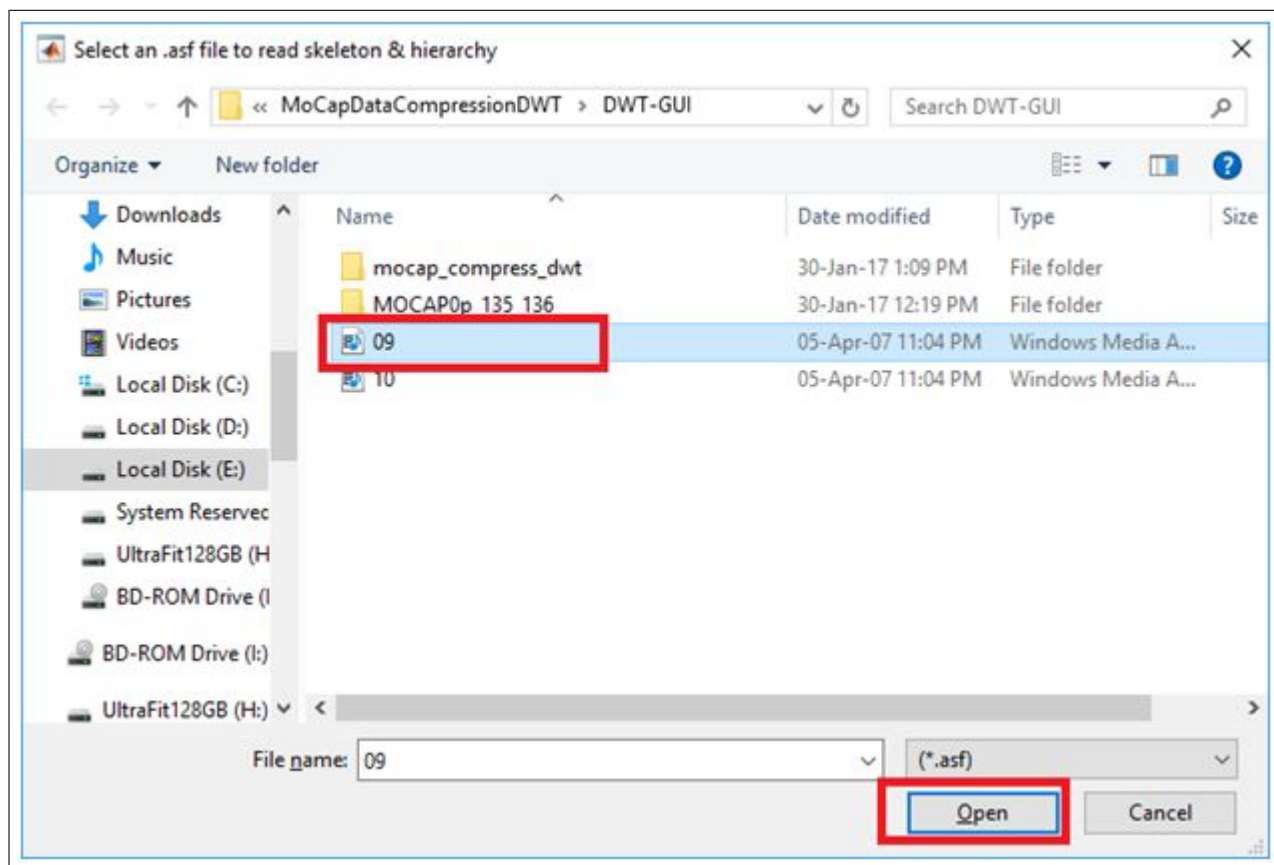 Select an .asf file to read skeleton & hierarchy
« MoCapDataCompressionDWT > DWT-GUI
Search DWT-GUI
Organize New folder
Name Date modified Type Size
Downloads
Music
Pictures
Videos
Local Disk (C:)
Local Disk (D:)
Local Disk (E:)
System Reservec
UltraFit128GB (H
BD-ROM Drive (I
BD-ROM Drive (I:)
UltraFit128GB (H:)
mocap_compress_dwt 30-Jan-17 1:09 PM File folder
MOCAP0p_135_136 30-Jan-17 12:19 PM File folder
09 05-Apr-07 11:04 PM Windows Media A...
10 05-Apr-07 11:04 PM Windows Media A...
File name: 09 (*.asf)
Open Cancel